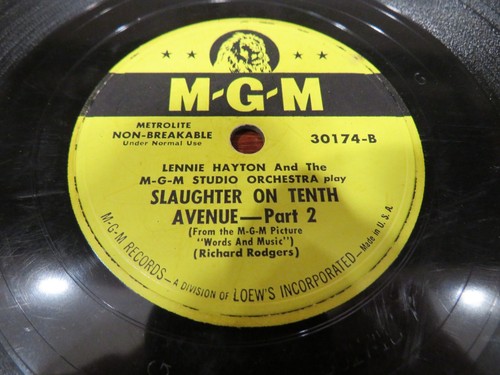 M-G-M
METROLITE
NON-BREAKABLE
Under Normal Use
30174-B
LENNIE HAYTON And The
M-G-M STUDIO ORCHESTRA play
SLAUGHTER ON TENTH
AVENUE—Part 2
(From the M-G-M Picture
"Words And Music")
(Richard Rodgers)
M-G-M RECORDS — A DIVISION OF LOEW'S INCORPORATED — Made in U.S.A.